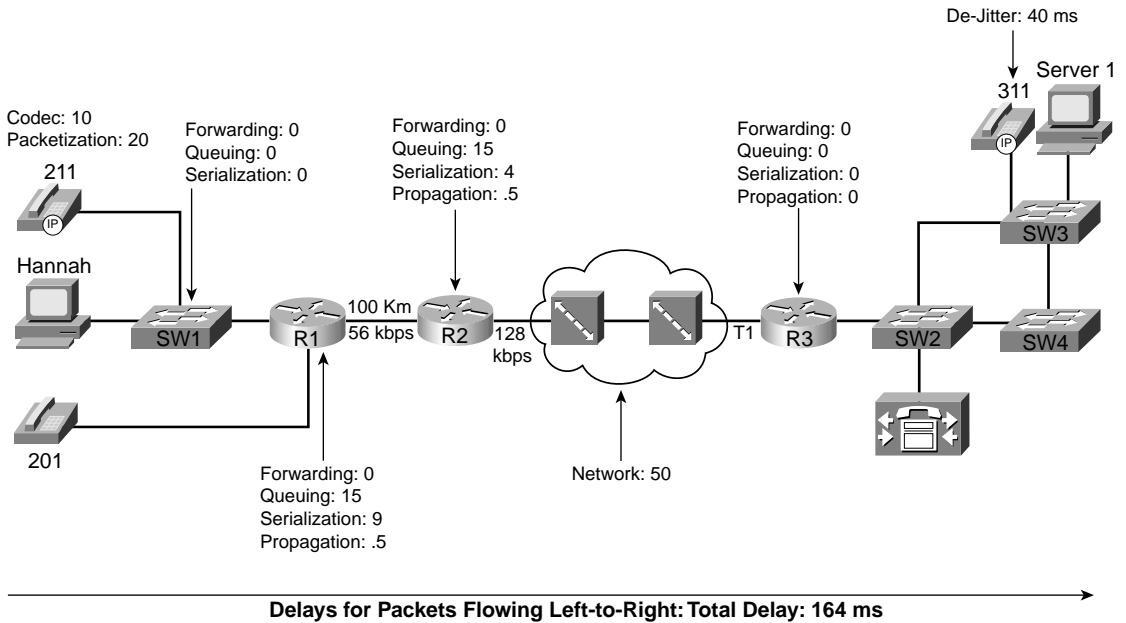 De-Jitter: 40 ms
Server 1
311
Codec: 10
Packetization: 20
Forwarding: 0
Queuing: 0
Serialization: 0
Forwarding: 0
Queuing: 15
Serialization: 4
Propagation: .5
Forwarding: 0
Queuing: 0
Serialization: 0
Propagation: 0
211
IP
IP
SW3
Hannah
SW1
R1
100 Km
56 kbps
R2
128
kbps
T1
R3
SW2
SW4
201
Forwarding: 0
Queuing: 15
Serialization: 9
Propagation: .5
Network: 50
Delays for Packets Flowing Left-to-Right: Total Delay: 164 ms